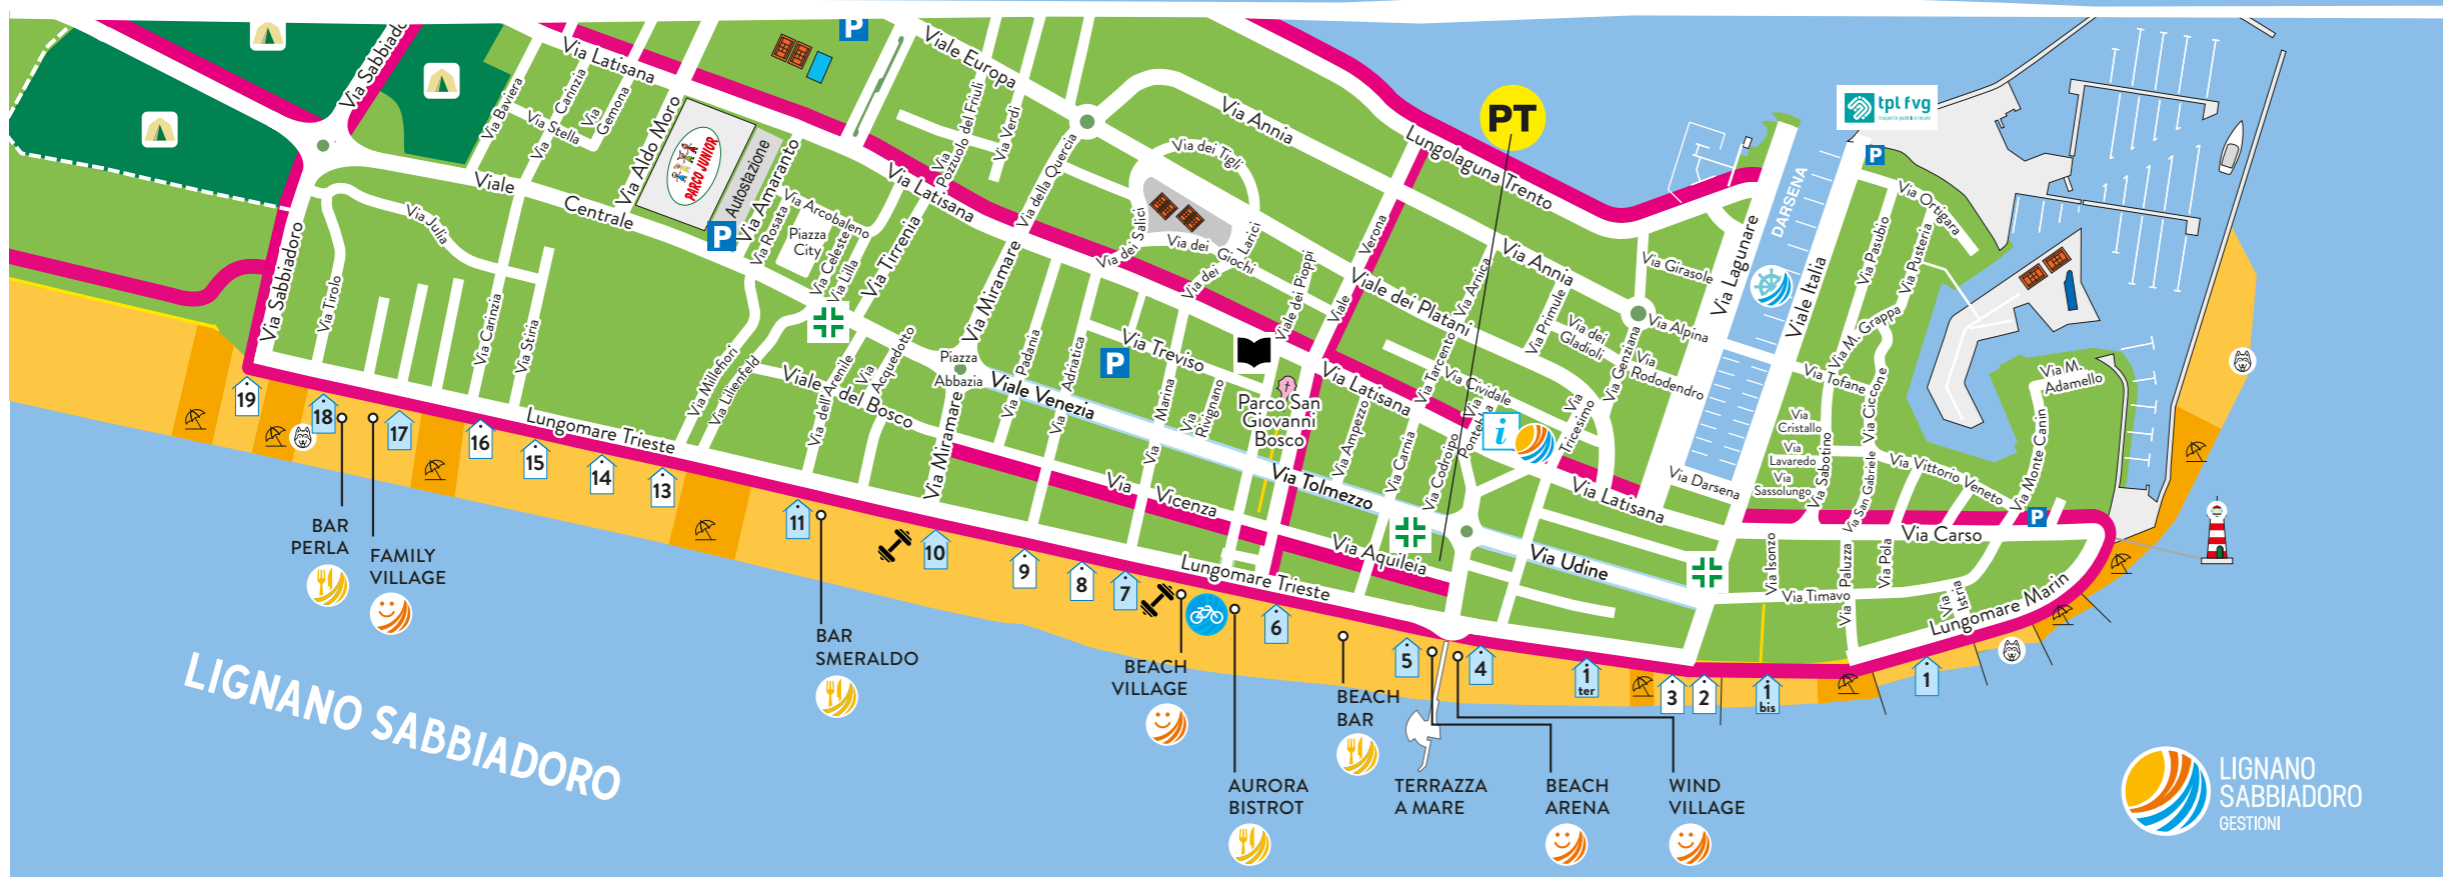 Via Sabbiado
Via Latisana
Via Baviera
Via Stella
Via
Carinzia
Via
Gemona
Via Aldo Moro
PARCO JUNIOR
Autostazione
P
Viale Europa
Via
Pozzuolo del Friuli
Via Verdi
Via della Quercia
Via Annia
Via dei Tigli
PT
Lungolaguna Trento
tpl fvg
P
DARSENA
Via Ortigara
Via Pasubio
Via Pusteria
Viale
Centrale
P
Via Amaranto
Via Rosata
Via Arcobaleno
Piazza
City
Via Celeste
Via Lilla
Via Tirrenia
Via Latisana
Via Miramare
Via dei Salici
Via dei
Giochi
Via dei
Larici
Viale dei Pioppi
Viale
Verona
Viale dei Platani
Via Arnica
Via Annia
Via Girasole
Via Lagunare
Viale Italia
Via Primule
Via dei
Gladioli
Via Genziana
Via Alpina
Via
Rododendro
Via M. Grappa
Via Tofane
Via Ciccone
Via M.
Adamello
Via Sabbiadoro
Via Tirolo
Via Julia
Via Carinzia
Via Stiria
Via Millefiori
Via Lilienfeld
Viale
del Bosco
Via dell'Arenile
Via
Acquedotto
Piazza
Abbazia
Viale Venezia
Via
Padania
Via
Adriatica
P
Via Treviso
Via
Marina
Via
Rivignano
Parco San
Giovanni
Bosco
Via Latisana
Via Tarcento
Via Cividale
Via
Via
Tricesimo
i
Via Ampezzo
Via Carnia
Via Codroipo
Via Tolmezzo
Via Latisana
Via Darsena
Via
Cristallo
Via
Lavaredo
Via
Sassolungo
Via Sabotino
Via San Gabriele
Via Vittorio Veneto
Via Monte Canin
P
Via Carso
Via Miramare
Via
Vicenza
Via Aquileia
Via Udine
Via Isonzo
Via
Paluzza
Via Pola
Via Timavo
Via
Istria
Lungomare Trieste
Lungomare Trieste
Lungomare Marin
19
18
17
16
15
14
13
11
10
9
8
7
6
5
4
1
ter
3
2
1
bis
1
BAR
PERLA
FAMILY
VILLAGE
BAR
SMERALDO
BEACH
VILLAGE
AURORA
BISTROT
BEACH
BAR
TERRAZZA
A MARE
BEACH
ARENA
WIND
VILLAGE
LIGNANO SABBIADORO
LIGNANO
SABBIADORO
GESTIONI